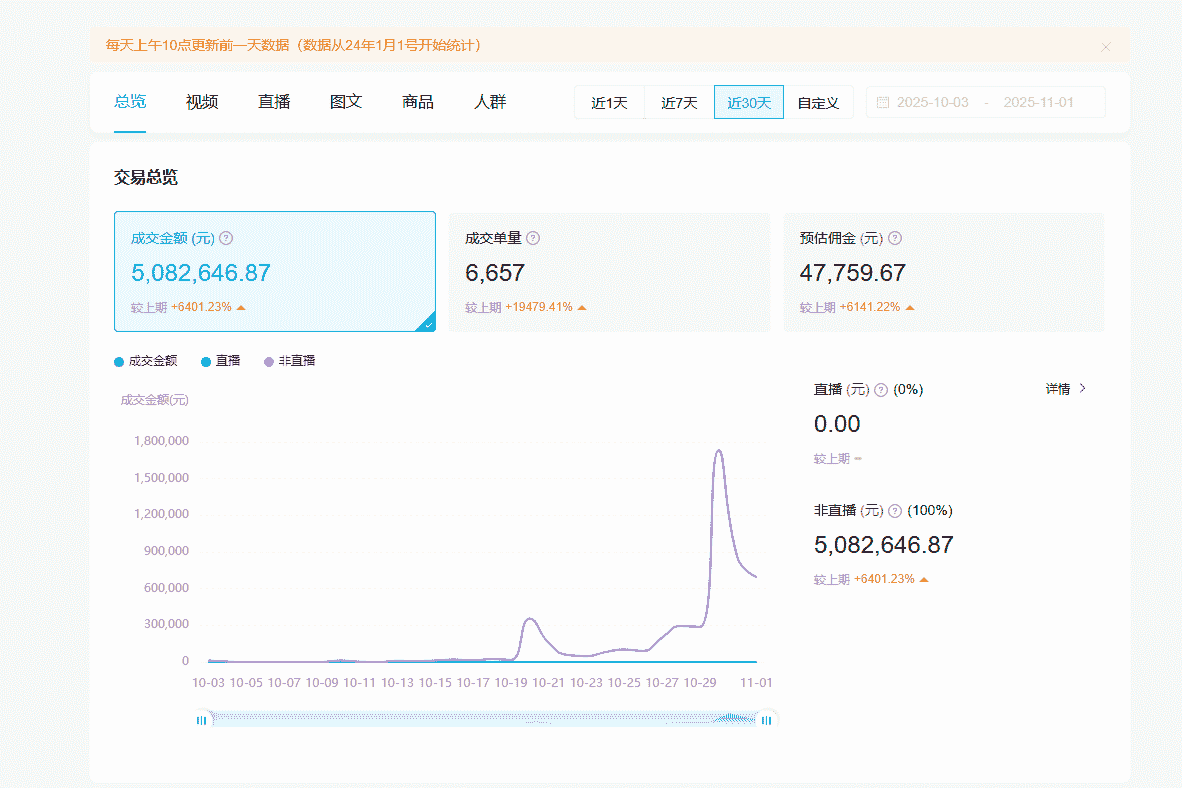 每天上午10点更新前一天数据（数据从24年1月1号开始统计）
总览 视频 直播 图文 商品 人群 近1天 近7天 近30天 自定义 2025-10-03 - 2025-11-01
交易总览
成交金额 (元) 成交单量 预估佣金 (元)
5,082,646.87 6,657 47,759.67
较上期 +6401.23% 较上期 +19479.41% 较上期 +6141.22%
成交金额 直播 非直播
直播 (元) (0%) 详情
成交金额(元)
0.00
1,800,000
较上期 --
1,500,000
非直播 (元) (100%)
1,200,000
5,082,646.87
900,000
较上期 +6401.23%
600,000
300,000
0
10-03 10-05 10-07 10-09 10-11 10-13 10-15 10-17 10-19 10-21 10-23 10-25 10-27 10-29 11-01